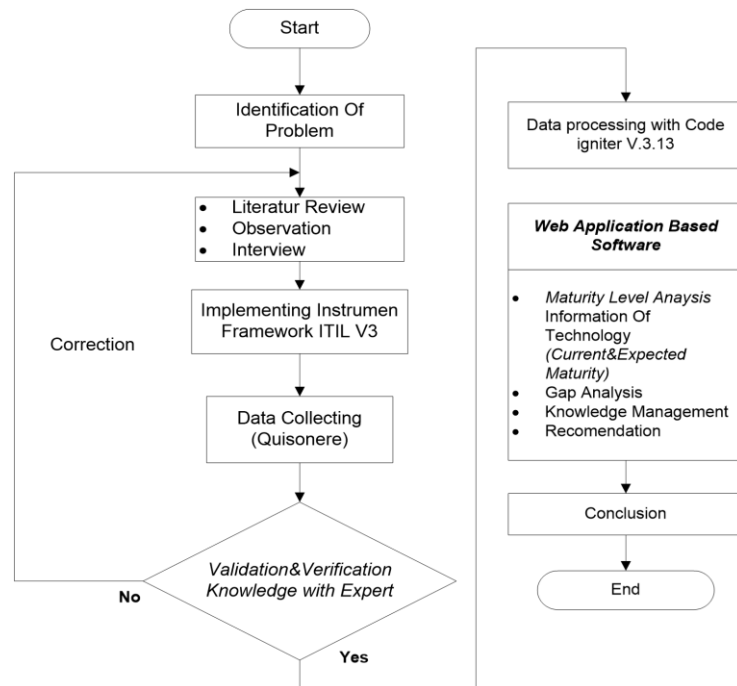 Start
Identification Of
Problem
• Literatur Review
• Observation
• Interview
Implementing Instrumen
Framework ITIL V3
Correction
Data Collecting
(Quisonere)
Validation&Verification
Knowledge with Expert
No
Yes
Data processing with Code
igniter V.3.13
Web Application Based
Software
• Maturity Level Anaysis
Information Of
Technology
(Current&Expected
Maturity)
• Gap Analysis
• Knowledge Management
• Recomendation
Conclusion
End